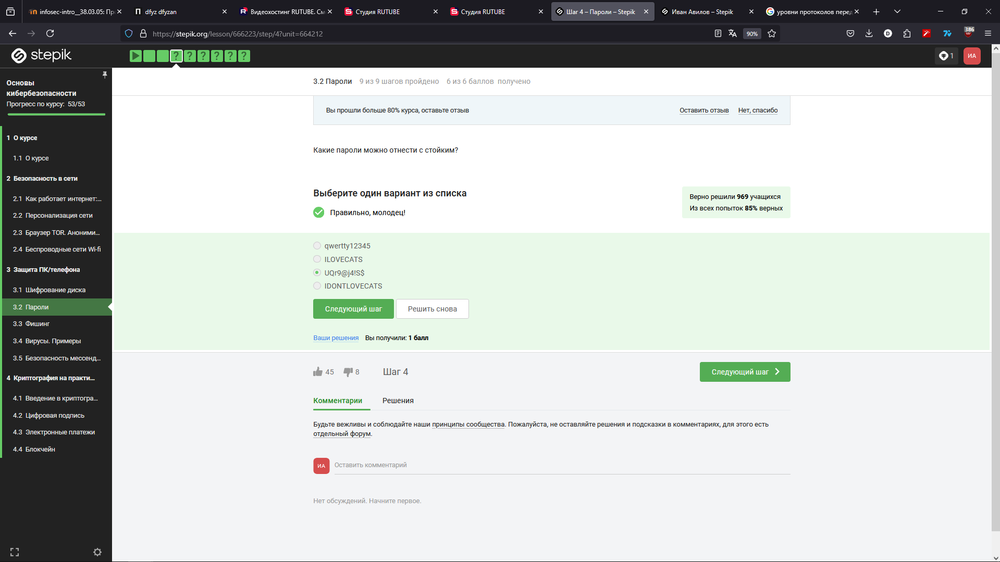 infosec-intro__38.03.05: Пр
dfyz dfyzan
Видеохостинг RUTUBE. См
Студия RUTUBE
Студия RUTUBE
Шаг 4 – Пароли – Stepik
Иван Авилов – Stepik
уровни протоколов перед
https://stepik.org/lesson/666223/step/4?unit=664212
90%
386
stepik
1
ИА
Основы
кибербезопасности
Прогресс по курсу: 53/53
1 О курсе
1.1 О курсе
2 Безопасность в сети
2.1 Как работает интернет:...
2.2 Персонализация сети
2.3 Браузер TOR. Аноними...
2.4 Беспроводные сети Wi-fi
3 Защита ПК/телефона
3.1 Шифрование диска
3.2 Пароли
3.3 Фишинг
3.4 Вирусы. Примеры
3.5 Безопасность мессенд...
4 Криптография на практи...
4.1 Введение в криптогра...
4.2 Цифровая подпись
4.3 Электронные платежи
4.4 Блокчейн
3.2 Пароли 9 из 9 шагов пройдено 6 из 6 баллов получено
Вы прошли больше 80% курса, оставьте отзыв
Оставить отзыв Нет, спасибо
Какие пароли можно отнести с стойким?
Выберите один вариант из списка
Правильно, молодец!
Верно решили 969 учащихся
Из всех попыток 85% верных
qwertty12345
ILOVECATS
UQr9@j4!S$
IDONTLOVECATS
Следующий шаг
Решить снова
Ваши решения Вы получили: 1 балл
45 8 Шаг 4
Следующий шаг
Комментарии Решения
Будьте вежливы и соблюдайте наши принципы сообщества. Пожалуйста, не оставляйте решения и подсказки в комментариях, для этого есть
отдельный форум.
ИА
Оставить комментарий
Нет обсуждений. Начните первое.